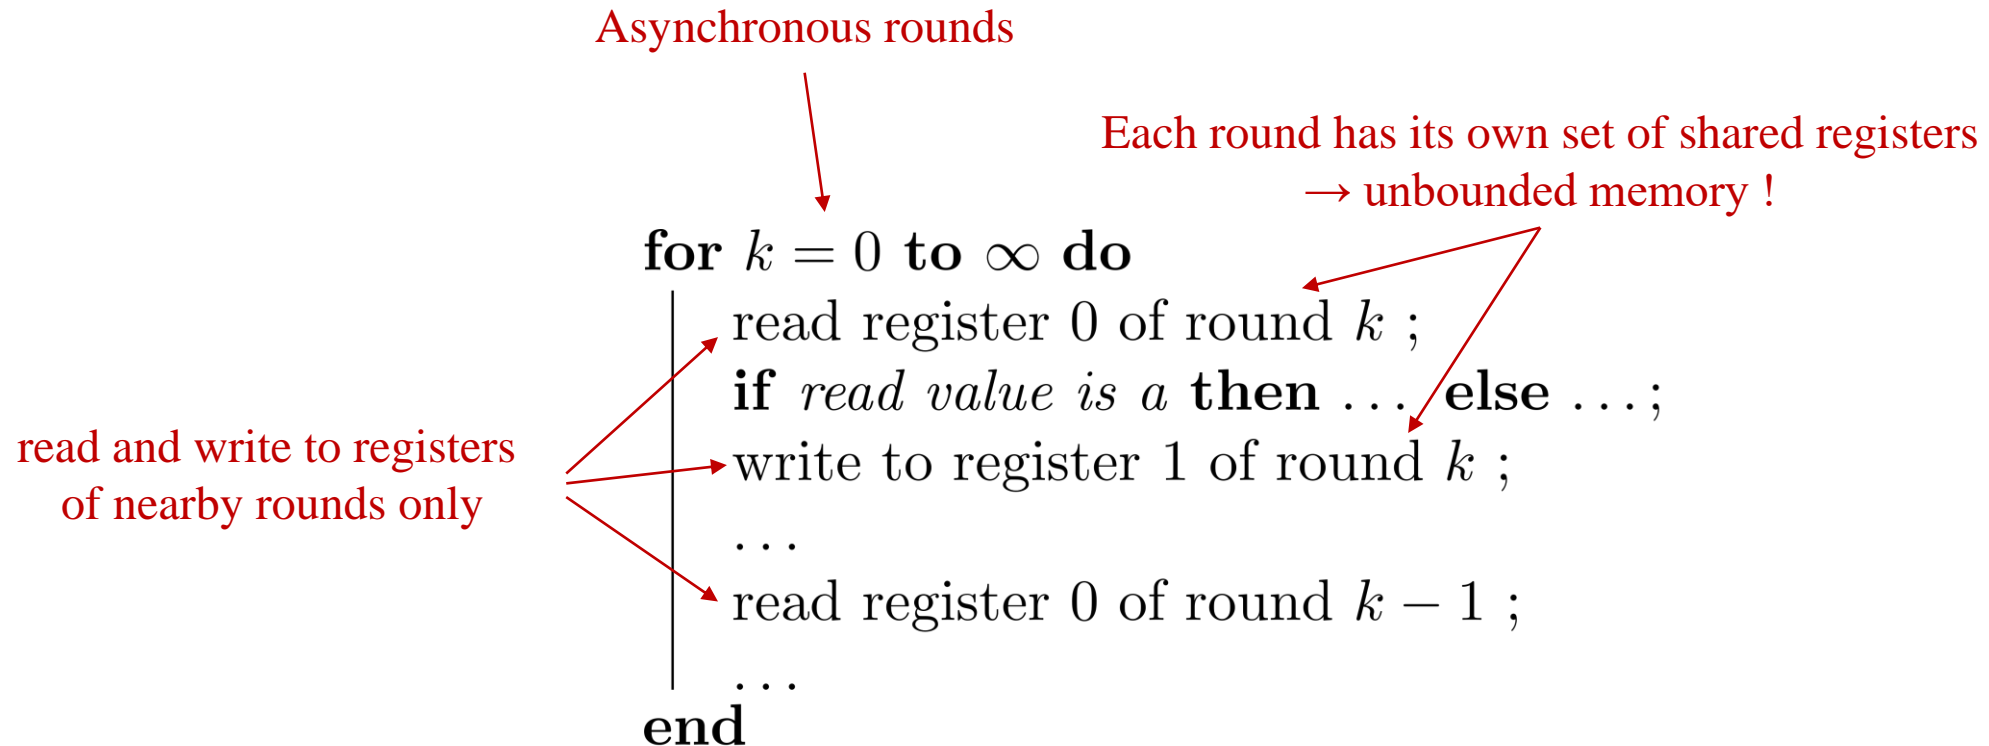 Asynchronous rounds
Each round has its own set of shared registers
→ unbounded memory !
for k = 0 to ∞ do
read register 0 of round k ;
if read value is a then ... else ... ;
read and write to registers
of nearby rounds only
write to register 1 of round k ;
...
read register 0 of round k − 1 ;
...
end